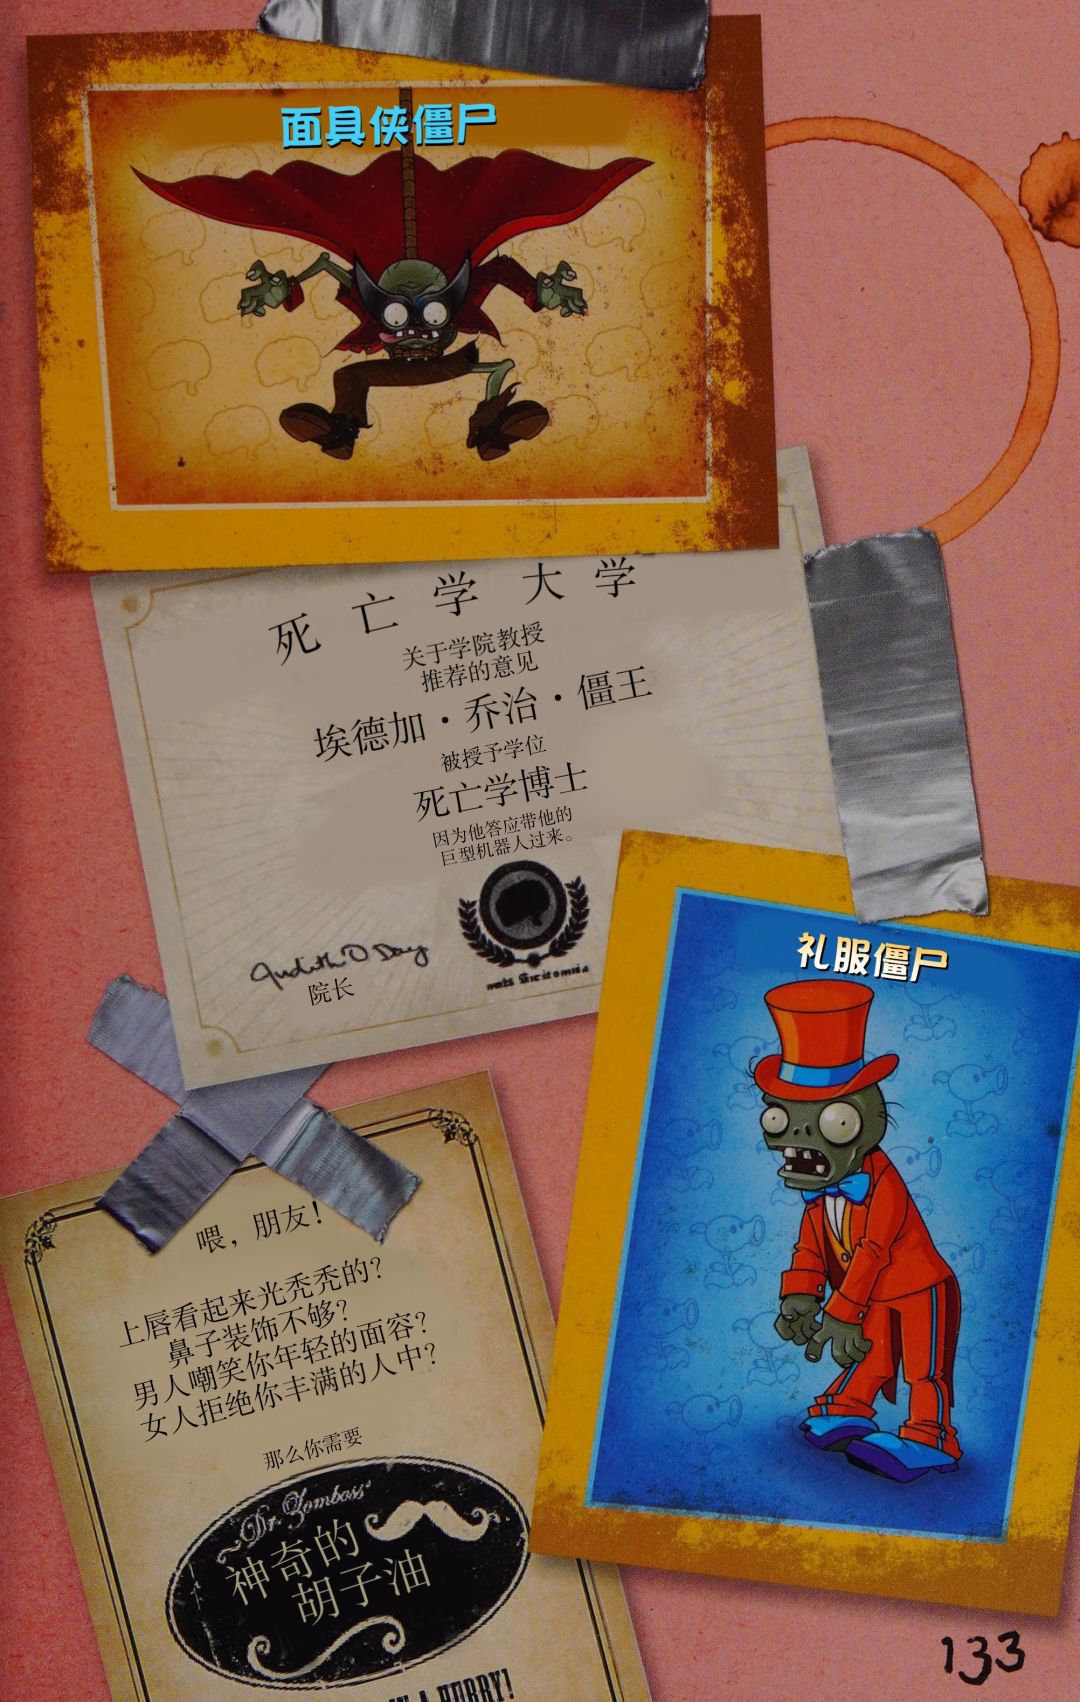 面具侠僵尸
死亡学大学
关于学院教授
推荐的意见
埃德加·乔治·僵王
被授予学位
死亡学博士
因为他答应带他的
巨型机器人过来。
Judith O Day
院长
礼服僵尸
喂，朋友！
上唇看起来光秃秃的？
鼻子装饰不够？
男人嘲笑你年轻的面容？
女人拒绝你丰满的人中？
那么你需要
Dr. Zomboss'
神奇的
胡子油
A HURRY!
133